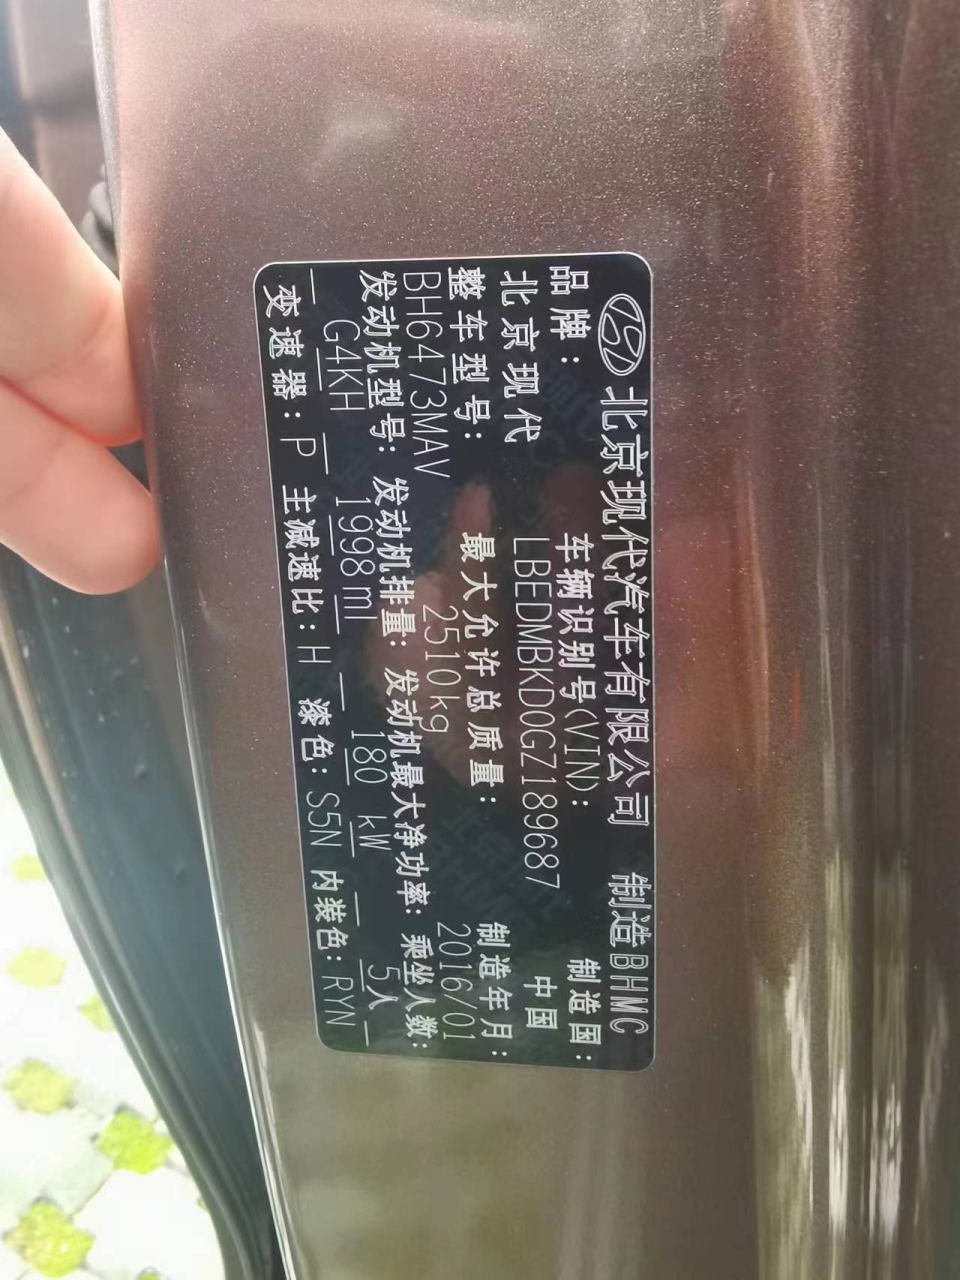 北京现代汽车有限公司 制造BHMC
品牌： 车辆识别号(VIN)： 制造国：
北京现代 LBEDMBKD0GZ189687 中国
整车型号： 最大允许总质量： 制造年月：
BH6473MAV 2510kg 2016/01
发动机型号： 发动机排量： 发动机最大净功率： 乘坐人数：
G4KH 1998ml 180 kW 5人
变速器： P 主减速比： H 漆色： S5N 内装色： RYN